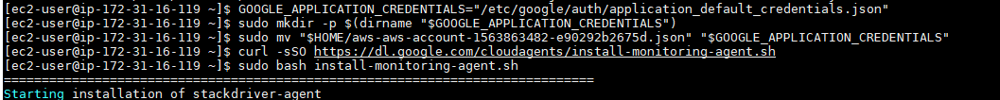 [ec2-user@ip-172-31-16-119 ~]$ GOOGLE_APPLICATION_CREDENTIALS="/etc/google/auth/application_default_credentials.json"
[ec2-user@ip-172-31-16-119 ~]$ sudo mkdir -p $(dirname "$GOOGLE_APPLICATION_CREDENTIALS")
[ec2-user@ip-172-31-16-119 ~]$ sudo mv "$HOME/aws-aws-account-1563863482-e90292b2675d.json" "$GOOGLE_APPLICATION_CREDENTIALS"
[ec2-user@ip-172-31-16-119 ~]$ curl -sSO https://dl.google.com/cloudagents/install-monitoring-agent.sh
[ec2-user@ip-172-31-16-119 ~]$ sudo bash install-monitoring-agent.sh
==============================================================================
Starting installation of stackdriver-agent